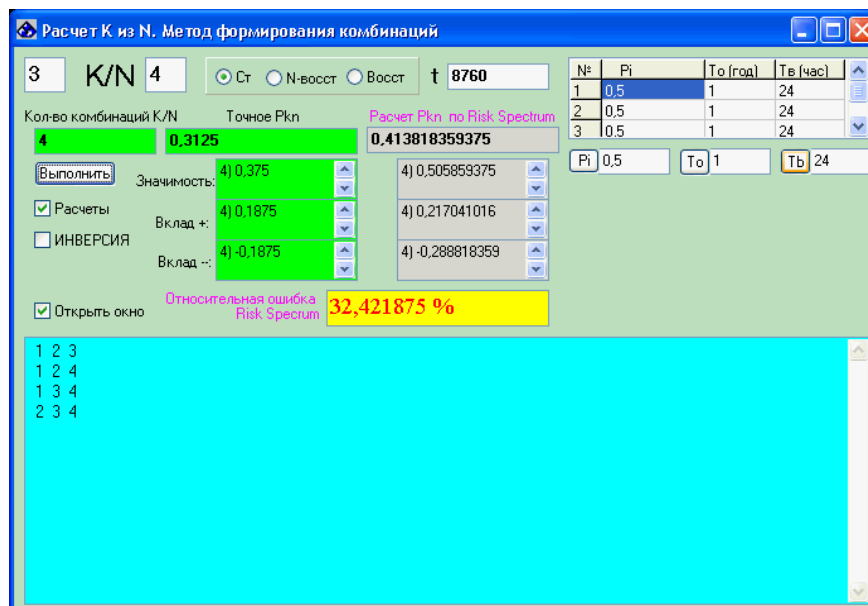 Расчет K из N. Метод формирования комбинаций
3 K/N 4 Ст N-восст Восст t 8760
№ Pi To (год) Тв (час)
1 0,5 1 24
2 0,5 1 24
3 0,5 1 24
Pi 0,5 To 1 Tb 24
Кол-во комбинаций K/N Точное Pkn Расчет Pkn по Risk Spectrum
4 0,3125 0,413818359375
Выполнить Значимость: 4) 0,375 4) 0,505859375
Расчеты Вклад +: 4) 0,1875 4) 0,217041016
ИНВЕРСИЯ Вклад --: 4) -0,1875 4) -0,288818359
Открыть окно Относительная ошибка Risk Specrum 32,421875 %
1 2 3
1 2 4
1 3 4
2 3 4